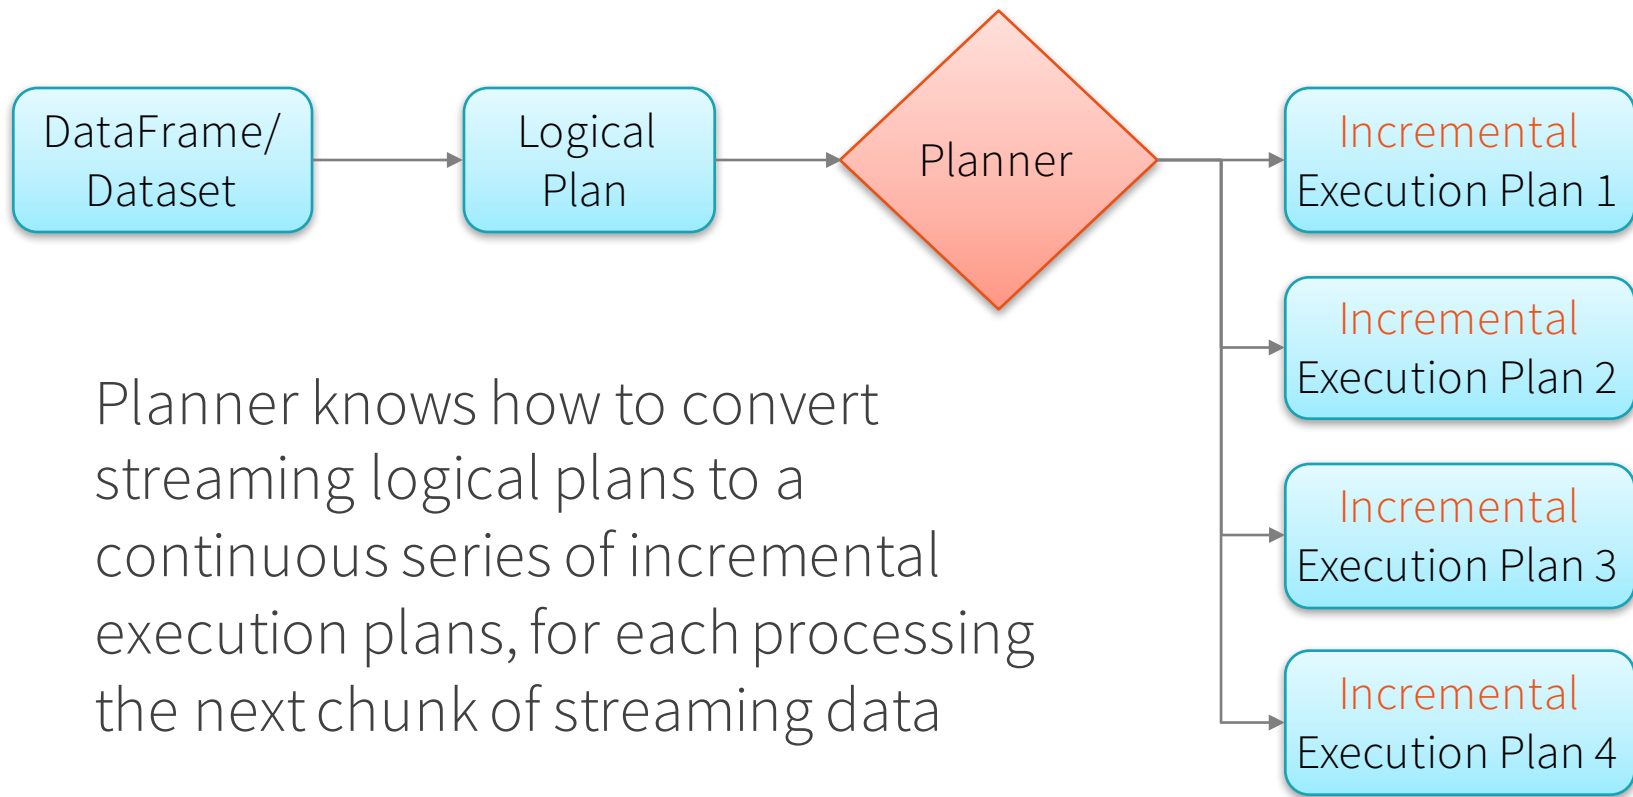 DataFrame/
Dataset
Logical
Plan
Planner
Incremental
Execution Plan 1
Incremental
Execution Plan 2
Incremental
Execution Plan 3
Incremental
Execution Plan 4
Planner knows how to convert
streaming logical plans to a
continuous series of incremental
execution plans, for each processing
the next chunk of streaming data